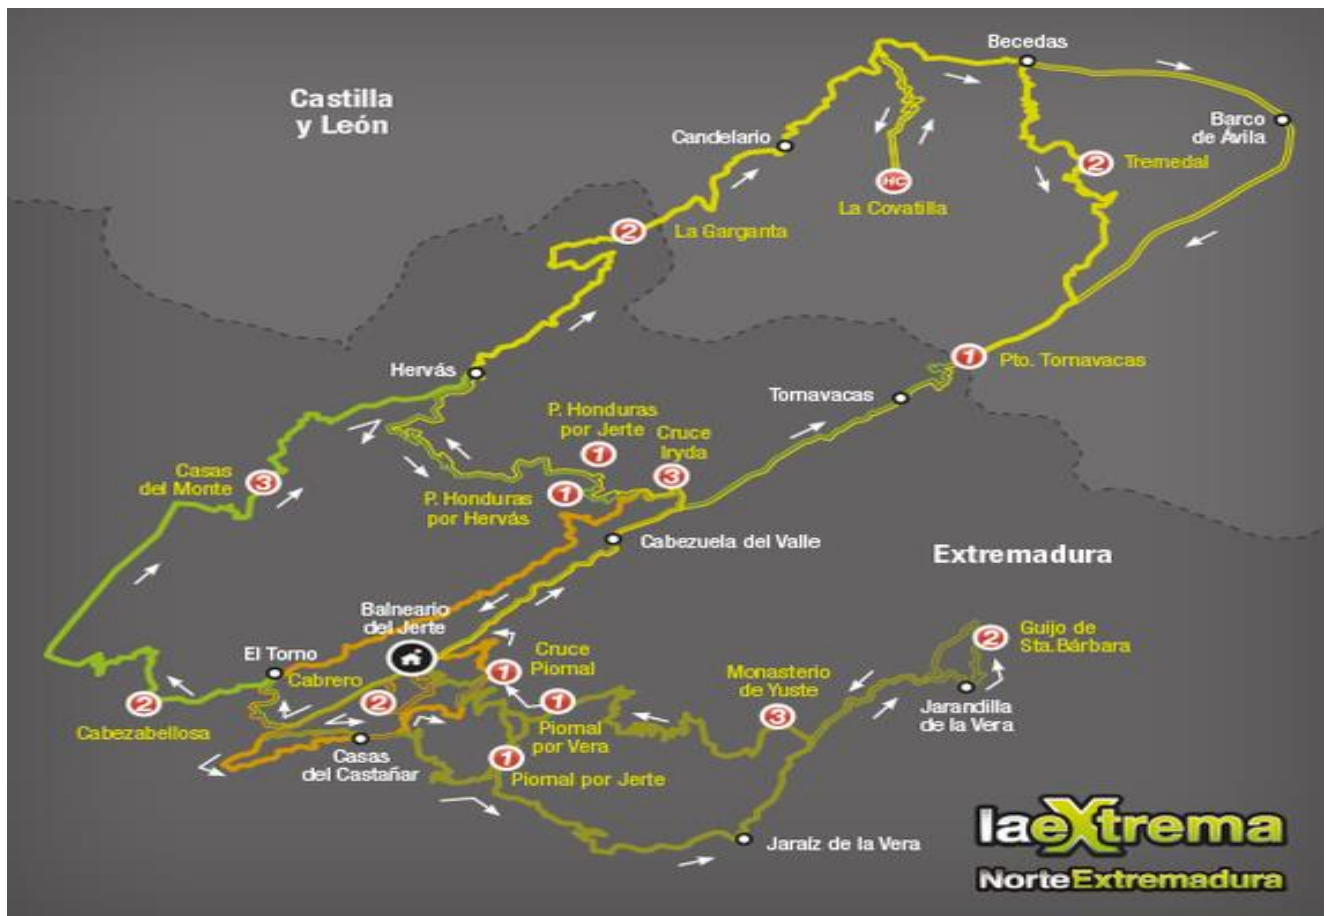 Becedas
Castilla
y León
Barco
de Ávila
Candelario
2
Tremedal
HC
La Covatilla
2
La Garganta
1
Pto. Tornavacas
Hervás
Tornavacas
P. Honduras
por Jerte
1
Cruce
Iryda
3
Casas
del Monte
3
P. Honduras
por Hervás
1
Cabezuela del Valle
Extremadura
Balneario
del Jerte
El Torno
Cabrero
2
Cruce
Piornal
1
Guijo de
Sta. Bárbara
2
Monasterio
de Yuste
3
Jarandilla
de la Vera
2
Cabezabellosa
1
Piornal
por Vera
Casas
del Castañar
1
Piornal por Jerte
Jaraíz de la Vera
laeXtrema
NorteExtremadura